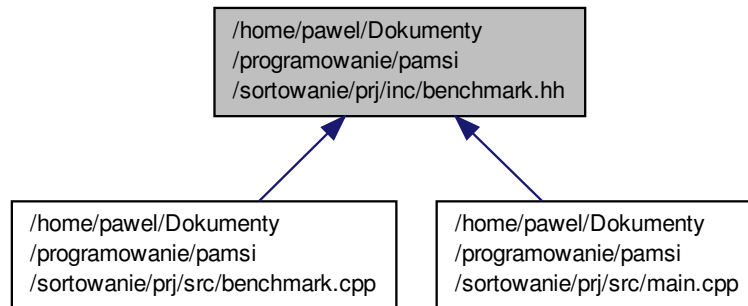 /home/pawel/Dokumenty
/programowanie/pamsi
/sortowanie/prj/inc/benchmark.hh
/home/pawel/Dokumenty
/programowanie/pamsi
/sortowanie/prj/src/benchmark.cpp
/home/pawel/Dokumenty
/programowanie/pamsi
/sortowanie/prj/src/main.cpp